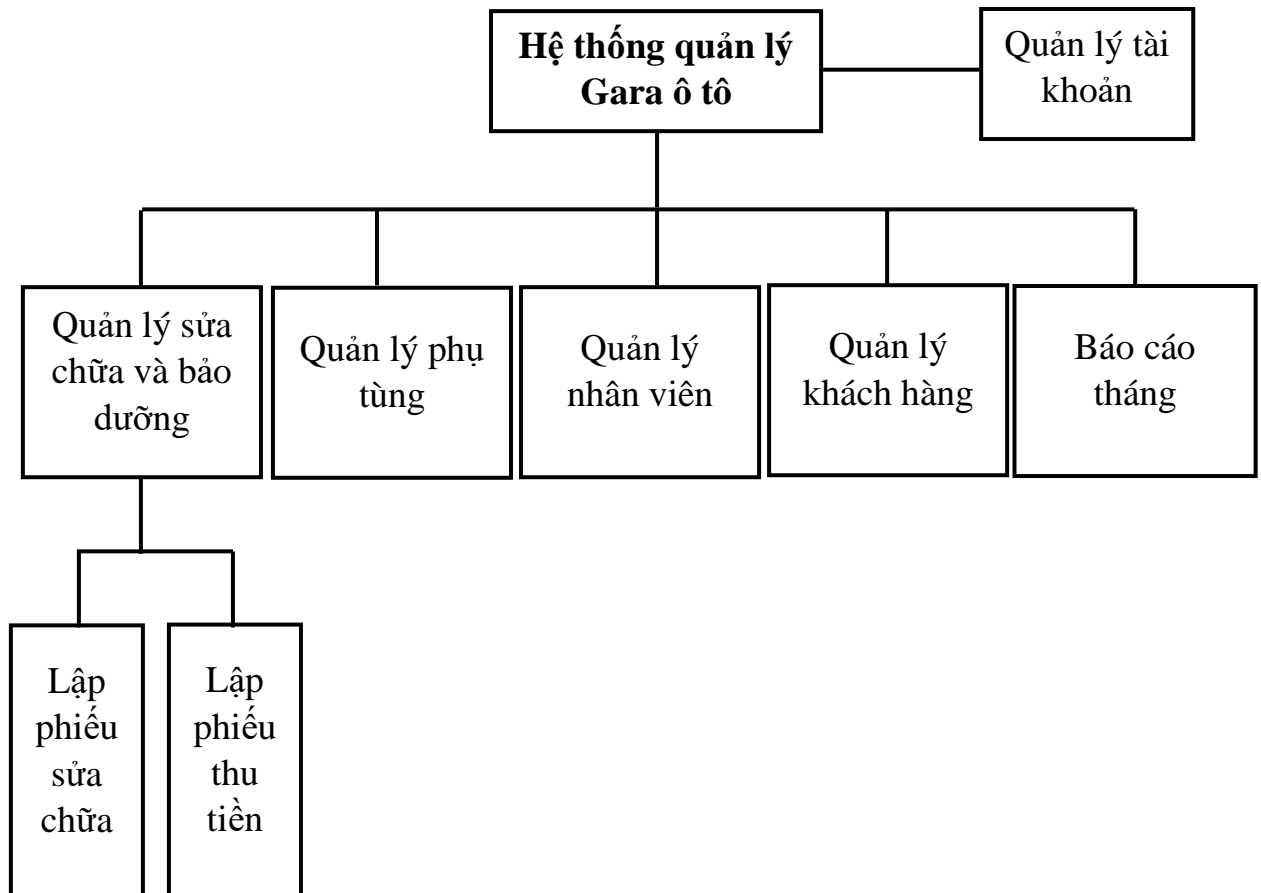 Hệ thống quản lý
Gara ô tô
Quản lý tài
khoản
Quản lý sửa
chữa và bảo
dưỡng
Quản lý phụ
tùng
Quản lý
nhân viên
Quản lý
khách hàng
Báo cáo
tháng
Lập
phiếu
sửa
chữa
Lập
phiếu
thu
tiền